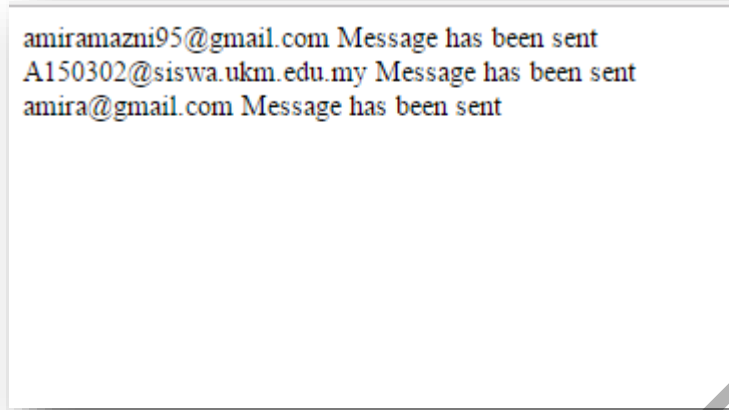 amiramazni95@gmail.com Message has been sent
A150302@siswa.ukm.edu.my Message has been sent
amira@gmail.com Message has been sent